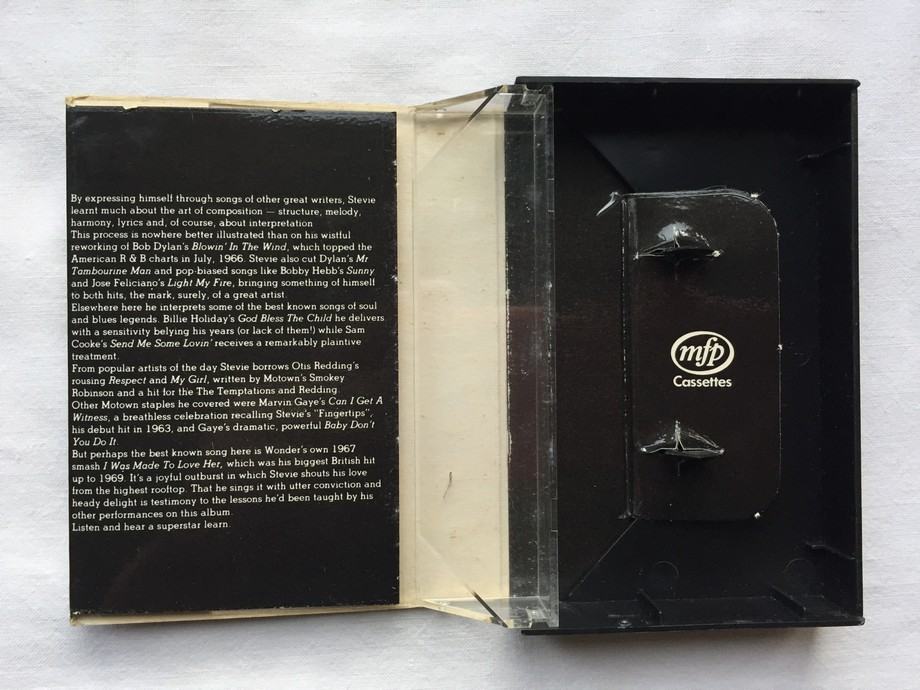 By expressing himself through songs of other great writers, Stevie
learnt much about the art of composition — structure, melody,
harmony, lyrics and, of course, about interpretation
This process is nowhere better illustrated than on his wistful
reworking of Bob Dylan's Blowin' In The Wind, which topped the
American R & B charts in July, 1966. Stevie also cut Dylan's Mr
Tambourine Man and pop-biased songs like Bobby Hebb's Sunny
and Jose Feliciano's Light My Fire, bringing something of himself
to both hits, the mark, surely, of a great artist.
Elsewhere here he interprets some of the best known songs of soul
and blues legends. Billie Holiday's God Bless The Child he delivers
with a sensitivity belying his years (or lack of them!) while Sam
Cooke's Send Me Some Lovin' receives a remarkably plaintive
treatment.
From popular artists of the day Stevie borrows Otis Redding's
rousing Respect and My Girl, written by Motown's Smokey
Robinson and a hit for the The Temptations and Redding.
Other Motown staples he covered were Marvin Gaye's Can I Get A
Witness, a breathless celebration recalling Stevie's "Fingertips",
his debut hit in 1963, and Gaye's dramatic, powerful Baby Don't
You Do It.
But perhaps the best known song here is Wonder's own 1967
smash I Was Made To Love Her, which was his biggest British hit
up to 1969. It's a joyful outburst in which Stevie shouts his love
from the highest rooftop. That he sings it with utter conviction and
heady delight is testimony to the lessons he'd been taught by his
other performances on this album.
Listen and hear a superstar learn.
mfp
Cassettes